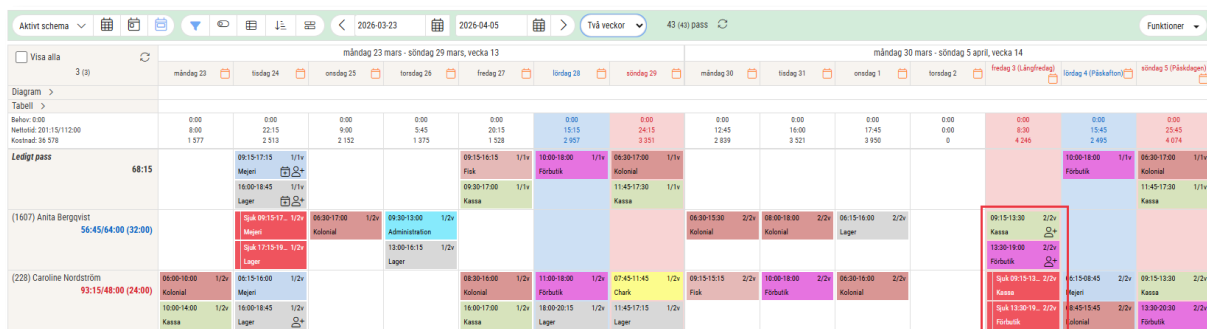 Aktivt schema 2026-03-23 2026-04-05 Två veckor 43 (43) pass Funktioner
Visa alla måndag 23 mars - söndag 29 mars, vecka 13 måndag 30 mars - söndag 5 april, vecka 14
3 (3) måndag 23 tisdag 24 onsdag 25 torsdag 26 fredag 27 lördag 28 söndag 29 måndag 30 tisdag 31 onsdag 1 torsdag 2 fredag 3 (Långfredag) lördag 4 (Påskafton) söndag 5 (Påskdagen)
Diagram >
Tabell >
Behov: 0:00 0:00 0:00 0:00 0:00 0:00 0:00 0:00 0:00 0:00 0:00 0:00 0:00 0:00 0:00
Nettotid: 201:15/112:00 8:00 22:15 9:00 5:45 20:15 15:15 24:15 12:45 16:00 17:45 0:00 8:30 15:45 25:45
Kostnad: 36 578 1 577 2 513 2 152 1 375 1 528 2 957 3 351 2 839 3 521 3 950 0 4 246 2 495 4 074
Ledigt pass 09:15-17:15 1/1v 09:15-16:15 1/1v 10:00-18:00 1/1v 06:30-17:00 1/1v 10:00-18:00 1/1v 06:30-17:00 1/1v
68:15 Mejeri Fisk Förbutik Kolonial Förbutik Kolonial
16:00-18:45 1/1v 09:30-17:00 1/1v 11:45-17:30 1/1v 11:45-17:30 1/1v
Lager Kassa Kassa Kassa
(1607) Anita Bergqvist Sjuk 09:15-17... 1/2v 06:30-17:00 1/2v 09:30-13:00 1/2v 06:30-15:30 2/2v 08:00-18:00 2/2v 06:15-16:00 2/2v 09:15-13:30 2/2v
56:45/64:00 (32:00) Mejeri Kolonial Administration Kolonial Kolonial Lager Kassa
Sjuk 17:15-19... 1/2v 13:00-16:15 1/2v 13:30-19:00 2/2v
Lager Lager Förbutik
(228) Caroline Nordström 06:00-10:00 1/2v 06:15-16:00 1/2v 08:30-16:00 1/2v 11:00-18:00 1/2v 07:45-11:45 1/2v 09:15-15:15 2/2v 10:00-18:00 2/2v 06:30-16:00 2/2v Sjuk 09:15-13... 2/2v 06:15-08:45 2/2v 09:15-13:30 2/2v
93:15/48:00 (24:00) Kolonial Mejeri Kolonial Förbutik Chark Fisk Förbutik Kolonial Kassa Mejeri Kassa
10:00-14:00 1/2v 16:00-18:45 1/2v 16:00-17:00 1/2v 18:00-20:15 1/2v 11:45-17:15 1/2v Sjuk 13:30-19... 2/2v 08:45-15:45 2/2v 13:30-20:30 2/2v
Kassa Lager Kassa Lager Lager Förbutik Kolonial Förbutik